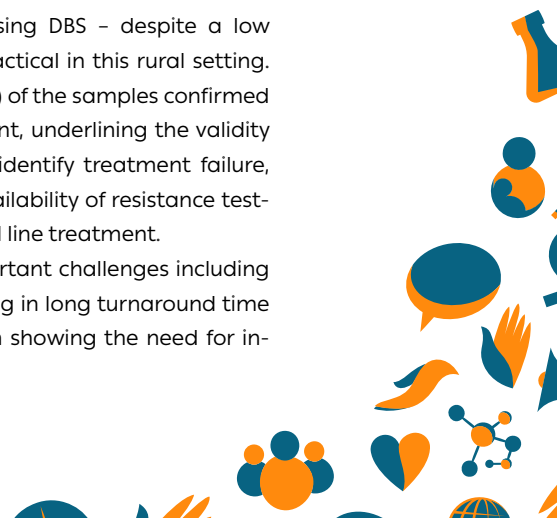 sing DBS – despite a low
actical in this rural setting.
) of the samples confirmed
nt, underlining the validity
identify treatment failure,
ailability of resistance test-
line treatment.
rtant challenges including
g in long turnaround time
showing the need for in-